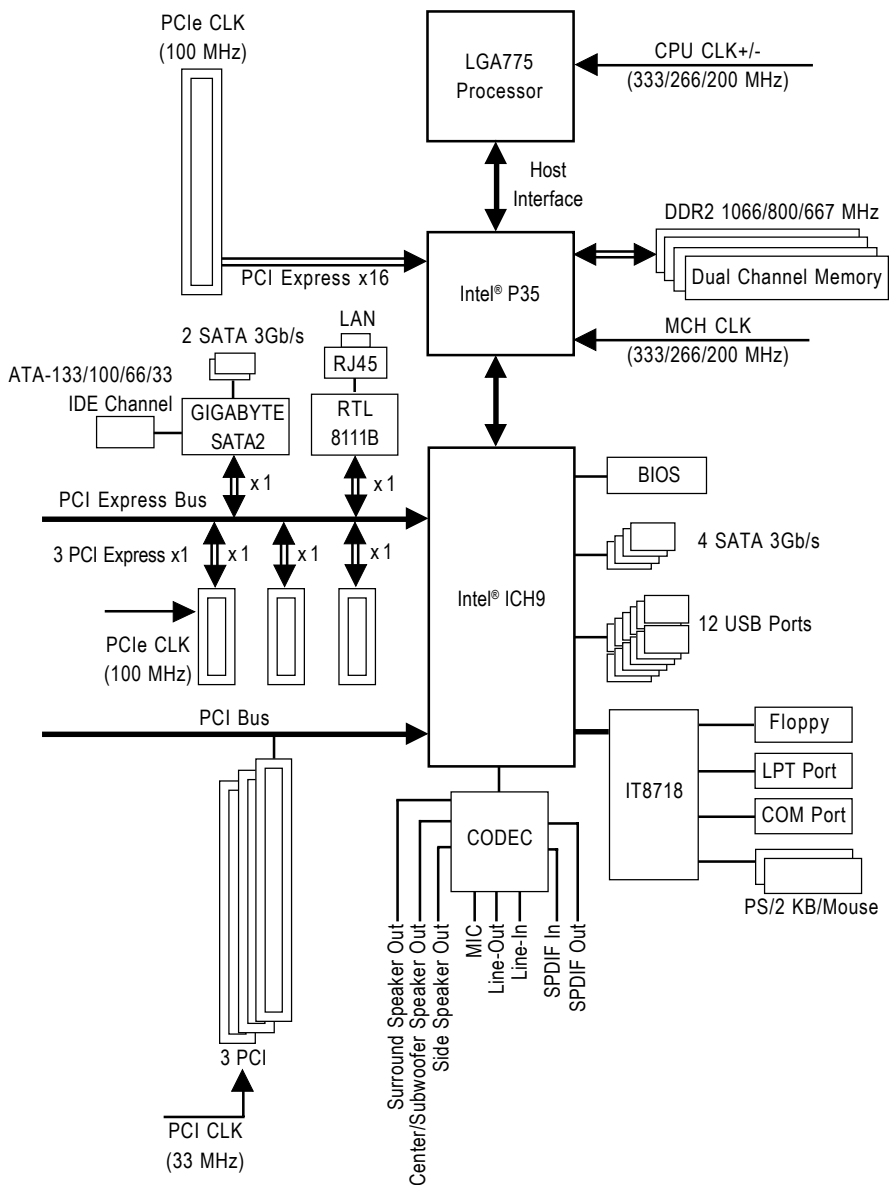 PCIe CLK
(100 MHz)
LGA775
Processor
CPU CLK+/-
(333/266/200 MHz)
Host
Interface
DDR2 1066/800/667 MHz
Dual Channel Memory
PCI Express x16
Intel® P35
MCH CLK
(333/266/200 MHz)
LAN
RJ45
2 SATA 3Gb/s
ATA-133/100/66/33
IDE Channel
GIGABYTE
SATA2
RTL
8111B
x 1
x 1
PCI Express Bus
BIOS
3 PCI Express x1
x 1
x 1
x 1
4 SATA 3Gb/s
Intel® ICH9
12 USB Ports
PCIe CLK
(100 MHz)
PCI Bus
Floppy
LPT Port
IT8718
COM Port
PS/2 KB/Mouse
CODEC
Surround Speaker Out
Center/Subwoofer Speaker Out
Side Speaker Out
MIC
Line-Out
Line-In
SPDIF In
SPDIF Out
3 PCI
PCI CLK
(33 MHz)